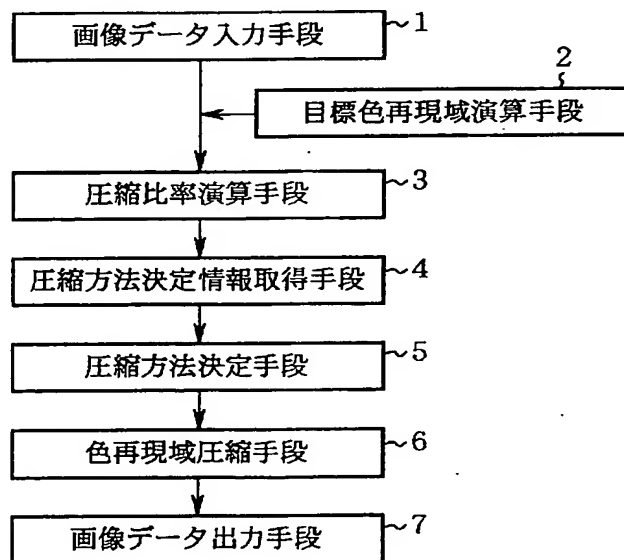 画像データ入力手段 ~1
2
目標色再現域演算手段
圧縮比率演算手段 ~3
圧縮方法決定情報取得手段 ~4
圧縮方法決定手段 ~5
色再現域圧縮手段 ~6
画像データ出力手段 ~7